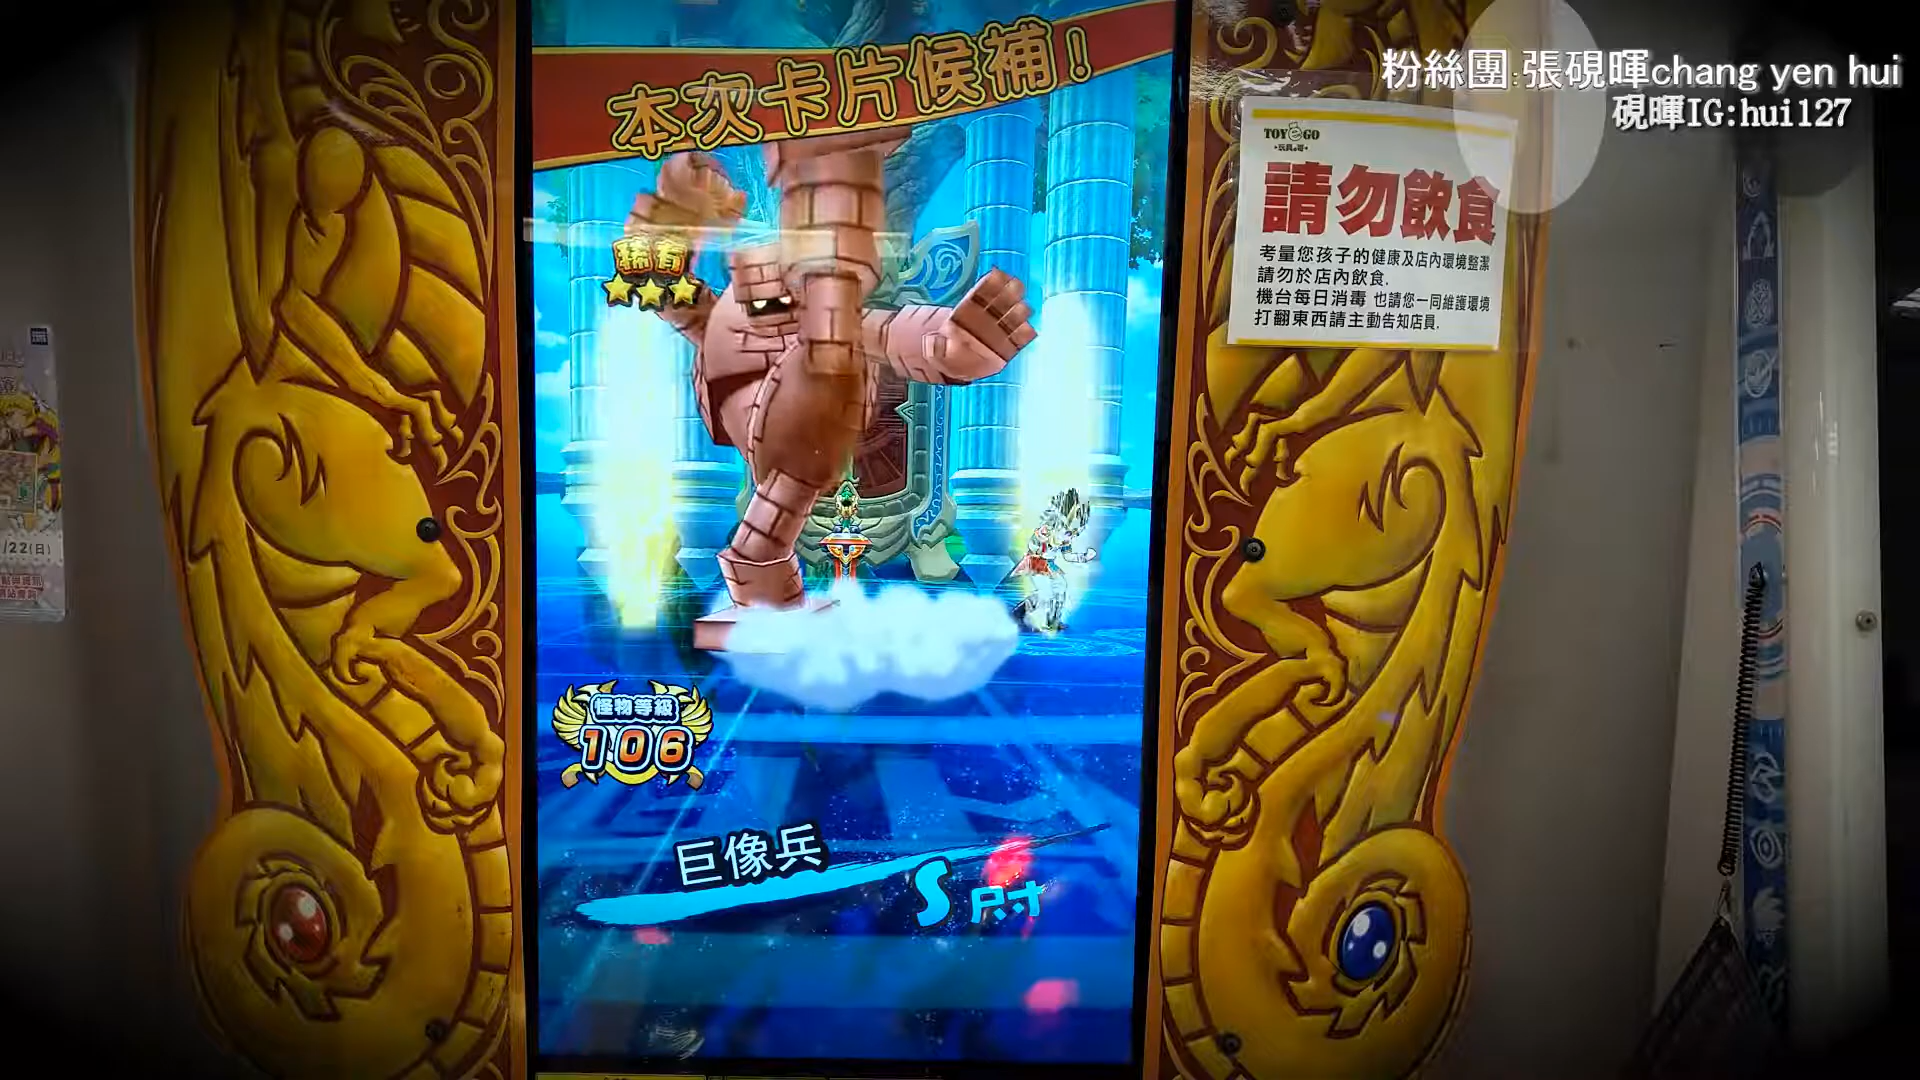 本次卡片候補！
稀有
怪物等級
106
巨像兵
S尺寸
粉絲團:張硯暉chang yen hui
硯暉IG:hui127
TOYeGO
請勿飲食
考量您孩子的健康及店內環境整潔
請勿於店內飲食.
機台每日消毒 也請您一同維護環境
打翻東西請主動告知店員.
/22(日)